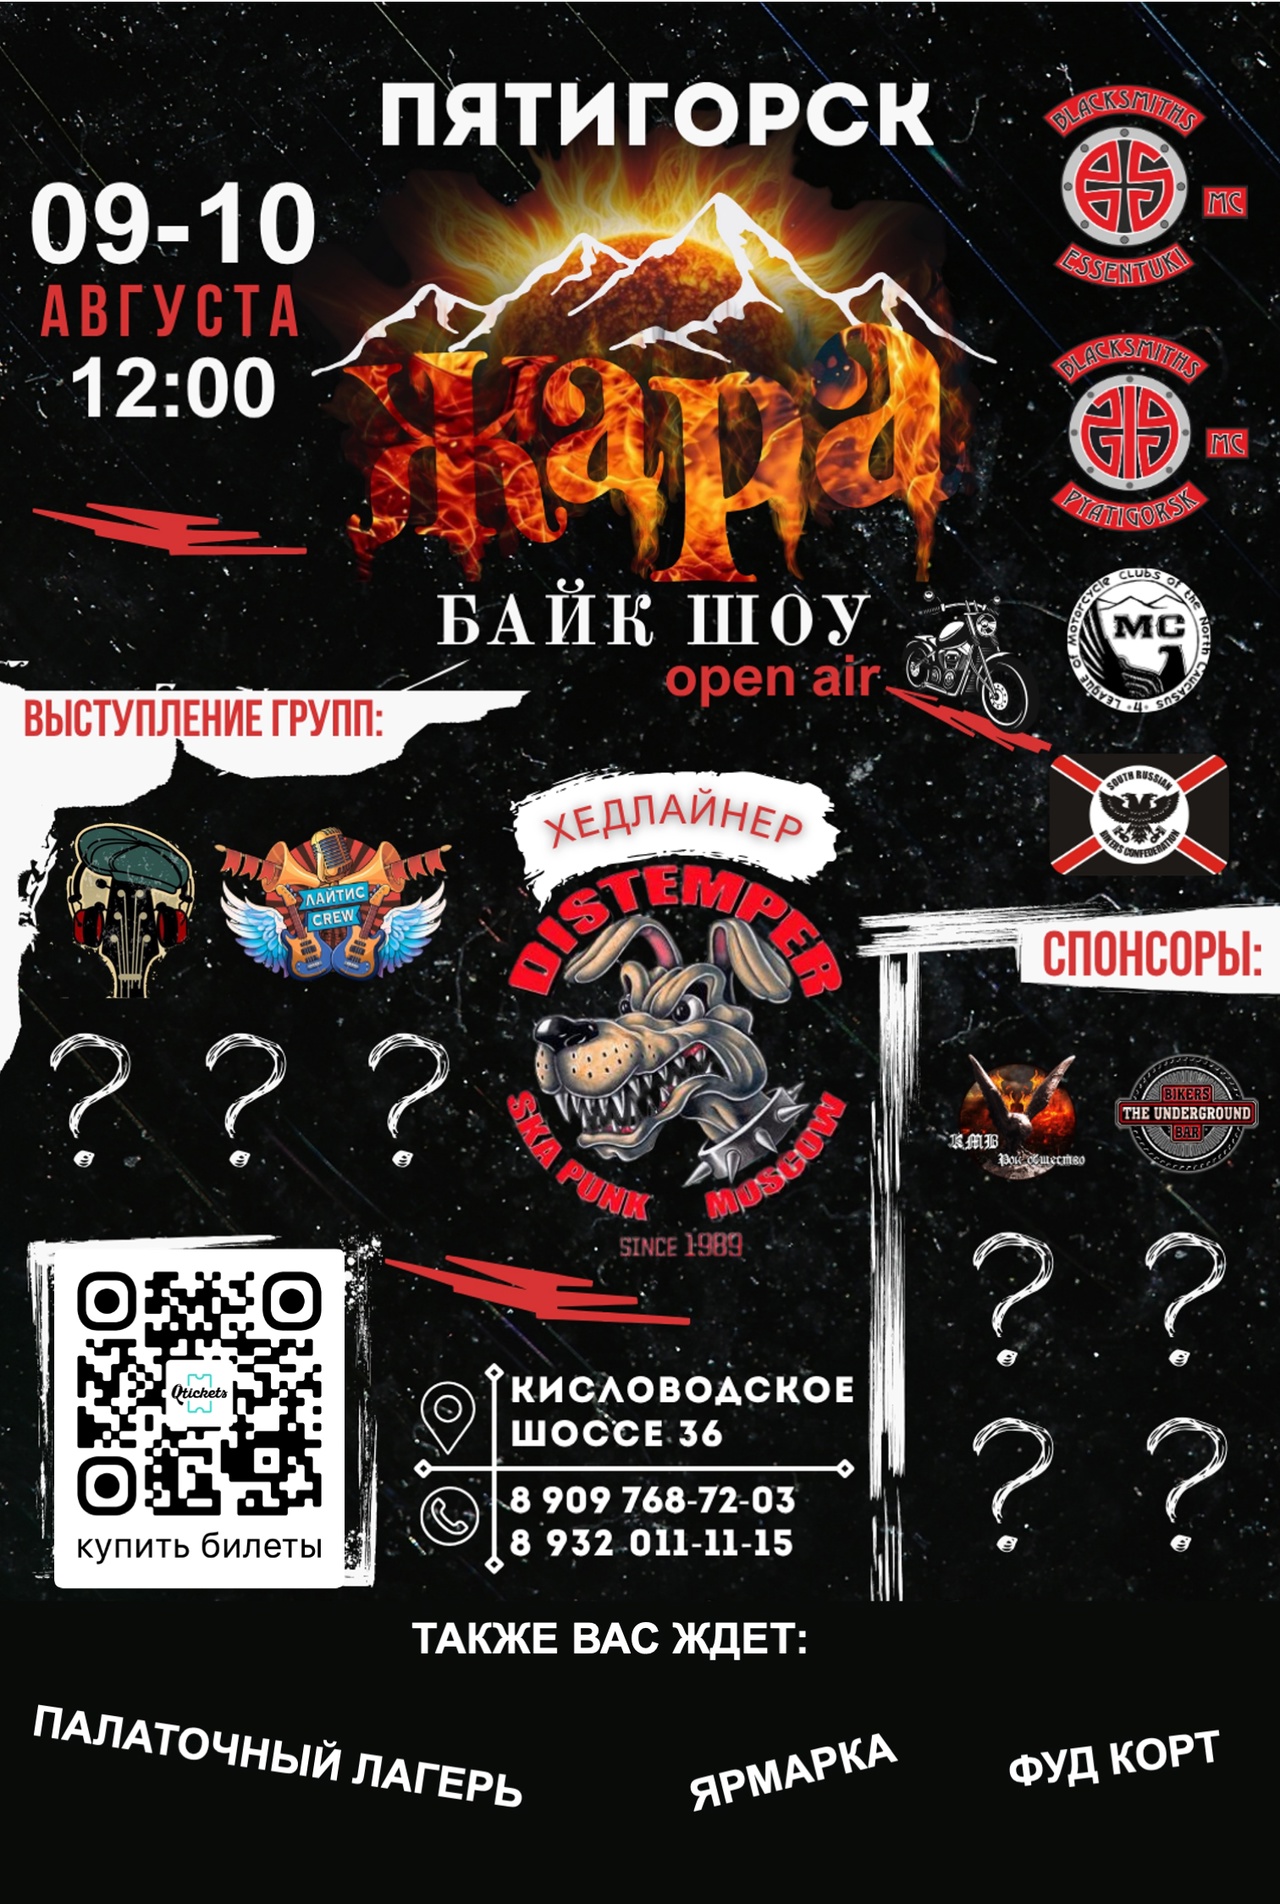 ПЯТИГОРСК
09-10
АВГУСТА
12:00
Жара
БАЙК ШОУ
open air
BLACKSMITHS
MC
ESSENTUKI
BLACKSMITHS
MC
PYATIGORSK
League of Motorcycle Clubs of the North Caucasus
MC
SOUTH RUSSIAN
BIKERS CONFEDERATION
ВЫСТУПЛЕНИЕ ГРУПП:
ЛАЙТИС
CREW
? ? ?
ХЕДЛАЙНЕР
DISTEMPER
SKA PUNK MOSCOW
SINCE 1989
СПОНСОРЫ:
КМВ
Рок общество
BIKERS
THE UNDERGROUND
BAR
? ?
? ?
Qtickets
купить билеты
КИСЛОВОДСКОЕ
ШОССЕ 36
8 909 768-72-03
8 932 011-11-15
ТАКЖЕ ВАС ЖДЕТ:
ПАЛАТОЧНЫЙ ЛАГЕРЬ
ЯРМАРКА
ФУД КОРТ